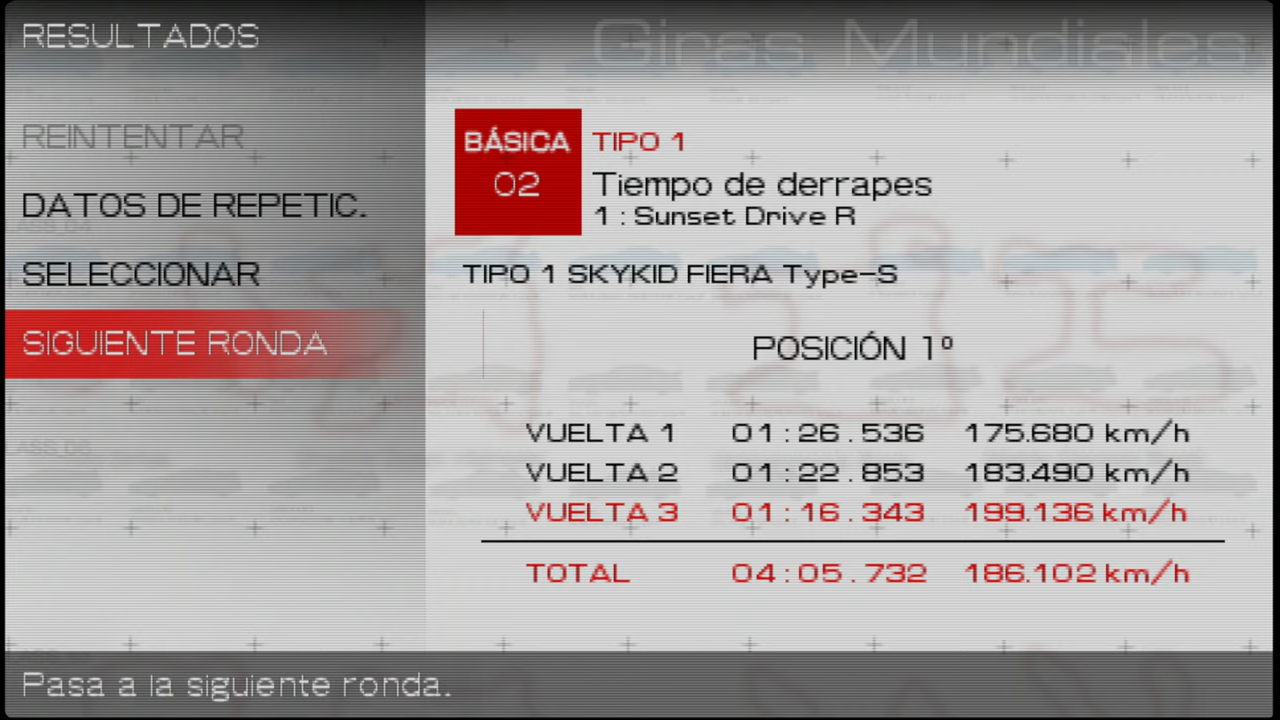 RESULTADOS
Giras Mundiales
REINTENTAR
DATOS DE REPETIC.
SELECCIONAR
SIGUIENTE RONDA
BÁSICA
02
TIPO 1
Tiempo de derrapes
1 : Sunset Drive R
TIPO 1 SKYKID FIERA Type-S
POSICIÓN 1º
VUELTA 1 01:26.536 175.680 km/h
VUELTA 2 01:22.853 183.490 km/h
VUELTA 3 01:16.343 199.136 km/h
TOTAL 04:05.732 186.102 km/h
Pasa a la siguiente ronda.